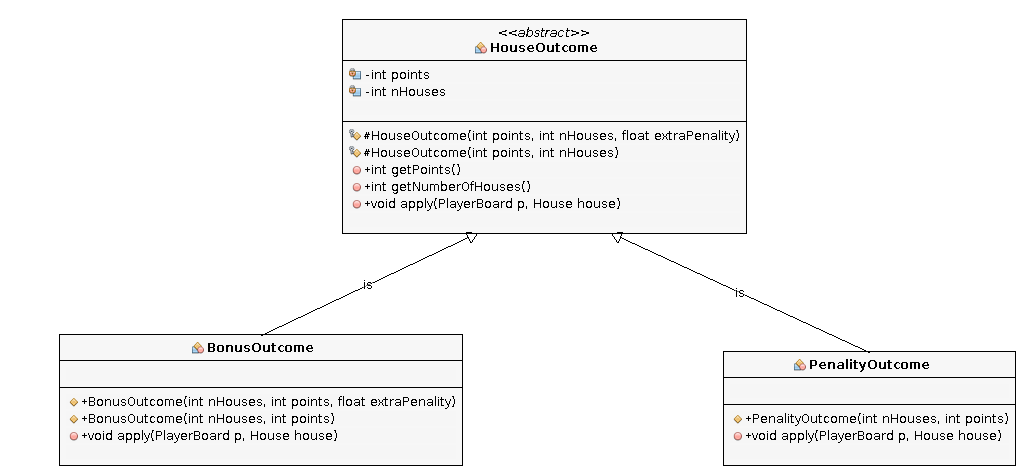 <<abstract>>
HouseOutcome
-int points
-int nHouses
#HouseOutcome(int points, int nHouses, float extraPenality)
#HouseOutcome(int points, int nHouses)
+int getPoints()
+int getNumberOfHouses()
+void apply(PlayerBoard p, House house)
is
is
BonusOutcome
+BonusOutcome(int nHouses, int points, float extraPenality)
+BonusOutcome(int nHouses, int points)
+void apply(PlayerBoard p, House house)
PenalityOutcome
+PenalityOutcome(int nHouses, int points)
+void apply(PlayerBoard p, House house)